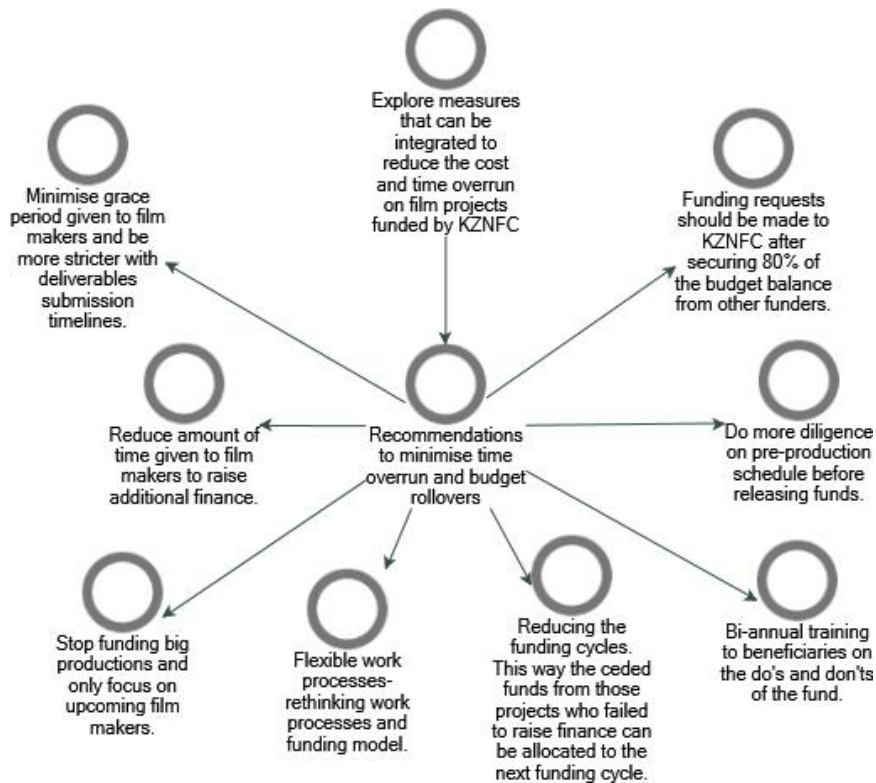 Explore measures
that can be
integrated to
reduce the cost
and time overrun
on film projects
funded by KZNFC
Minimise grace
period given to film
makers and be
more stricter with
deliverables
submission
timelines.
Funding requests
should be made to
KZNFC after
securing 80% of
the budget balance
from other funders.
Reduce amount of
time given to film
makers to raise
additional finance.
Recommendations
to minimise time
overrun and budget
rollovers
Do more diligence
on pre-production
schedule before
releasing funds.
Stop funding big
productions and
only focus on
upcoming film
makers.
Flexible work
processes-
rethinking work
processes and
funding model.
Reducing the
funding cycles.
This way the ceded
funds from those
projects who failed
to raise finance can
be allocated to the
next funding cycle.
Bi-annual training
to beneficiaries on
the do's and don'ts
of the fund.